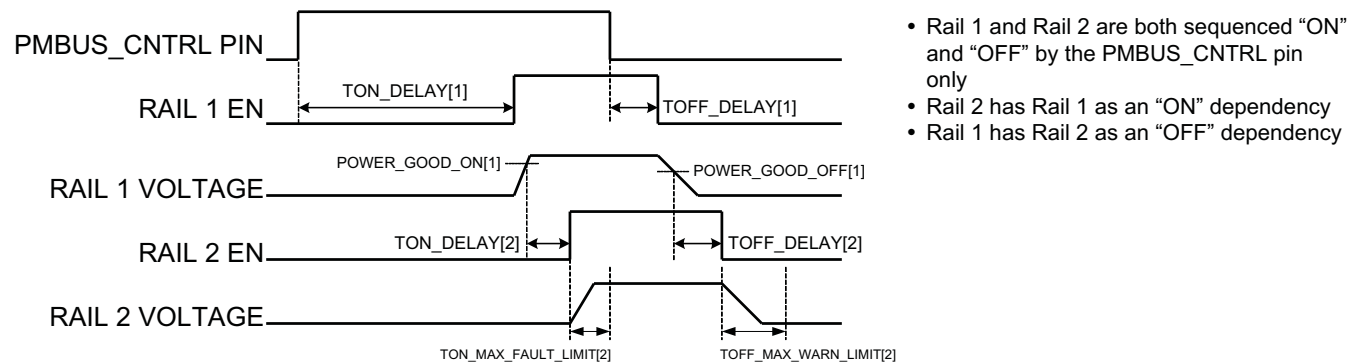 PMBUS_CNTRL PIN
RAIL 1 EN
TON_DELAY[1]
TOFF_DELAY[1]
RAIL 1 VOLTAGE
POWER_GOOD_ON[1]
POWER_GOOD_OFF[1]
RAIL 2 EN
TON_DELAY[2]
TOFF_DELAY[2]
RAIL 2 VOLTAGE
TON_MAX_FAULT_LIMIT[2]
TOFF_MAX_WARN_LIMIT[2]
• Rail 1 and Rail 2 are both sequenced “ON”
and “OFF” by the PMBUS_CNTRL pin
only
• Rail 2 has Rail 1 as an “ON” dependency
• Rail 1 has Rail 2 as an “OFF” dependency